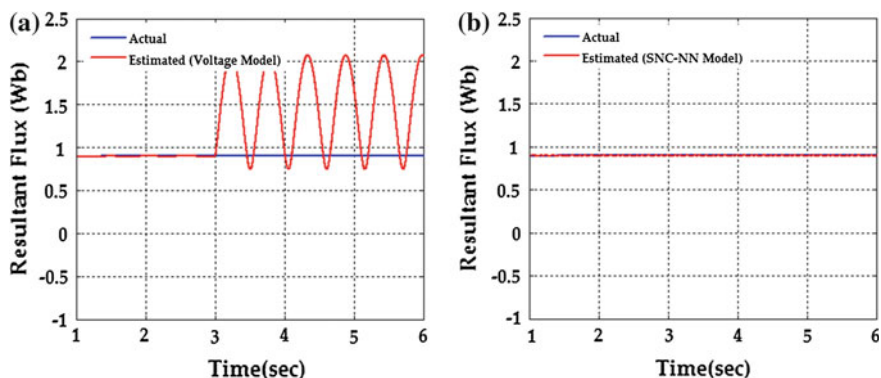 (a)
Resultant Flux (Wb)
2.5
2
1.5
1
0.5
0
-0.5
-1
Actual
Estimated (Voltage Model)
1 2 3 4 5 6
Time(sec)
(b)
Resultant Flux (Wb)
2.5
2
1.5
1
0.5
0
-0.5
-1
Actual
Estimated (SNC-NN Model)
1 2 3 4 5 6
Time(sec)